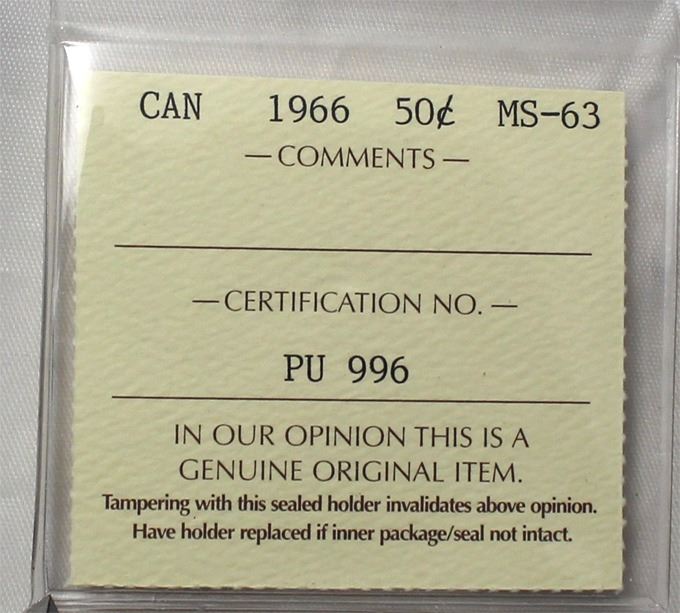 CAN 1966 50¢ MS-63
— COMMENTS —
— CERTIFICATION NO. —
PU 996
IN OUR OPINION THIS IS A
GENUINE ORIGINAL ITEM.
Tampering with this sealed holder invalidates above opinion.
Have holder replaced if inner package/seal not intact.